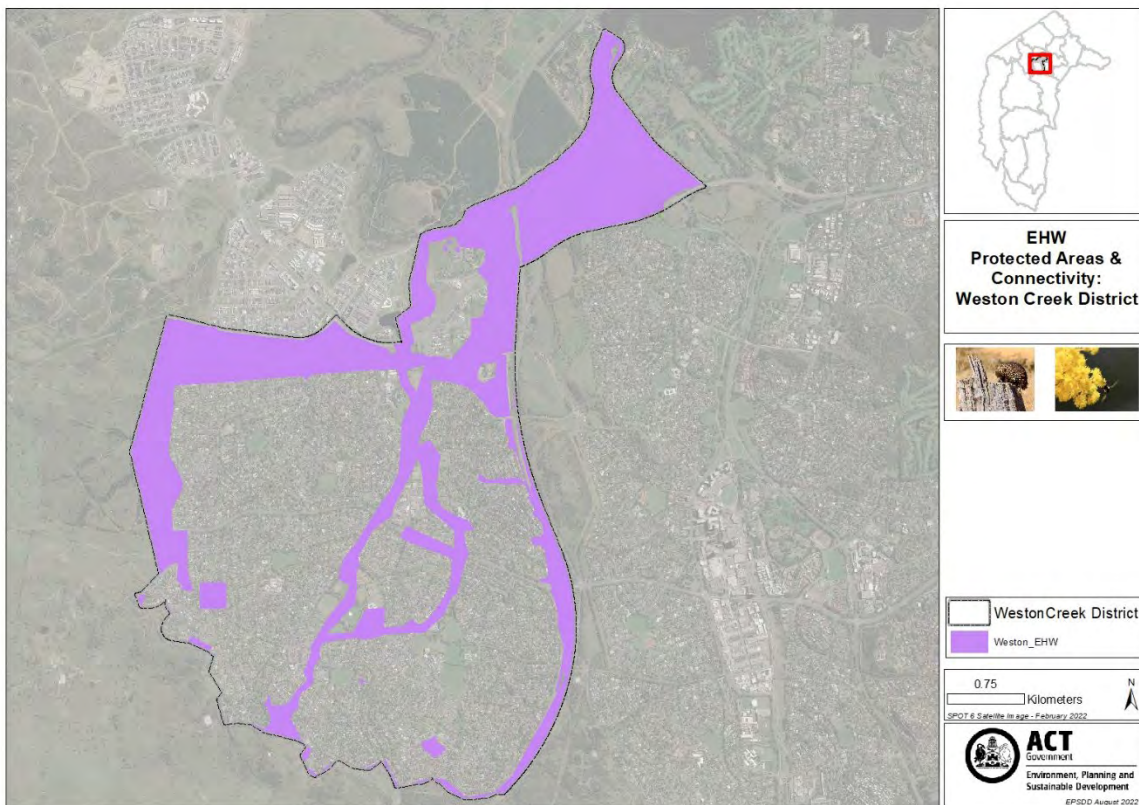 EHW
Protected Areas &
Connectivity:
Weston Creek District
WestonCreek District
Weston_EHW
0.75
Kilometers
N
SPOT 6 Satellite Image - February 2022
ACT
Government
Environment, Planning and
Sustainable Development
EPSDD August 2022